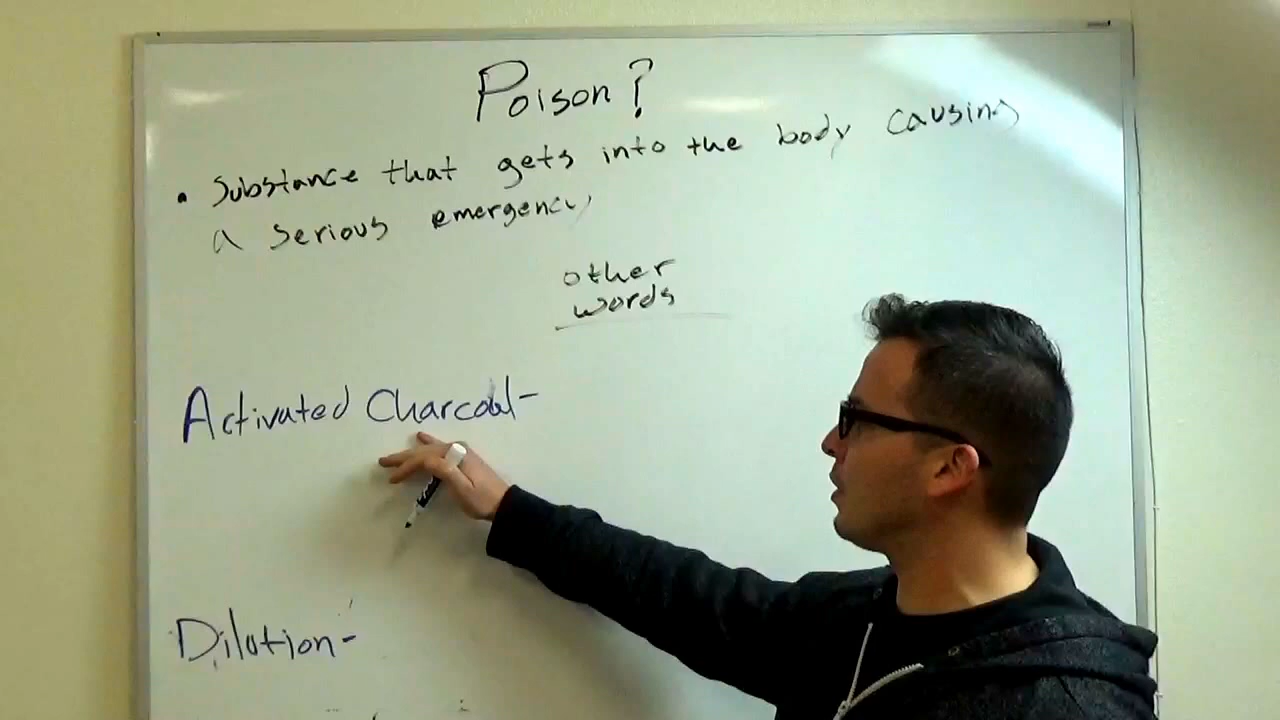 Poison?
• Substance that gets into the body causing
a serious emergency
other
words
Activated Charcoal-
Dilution-